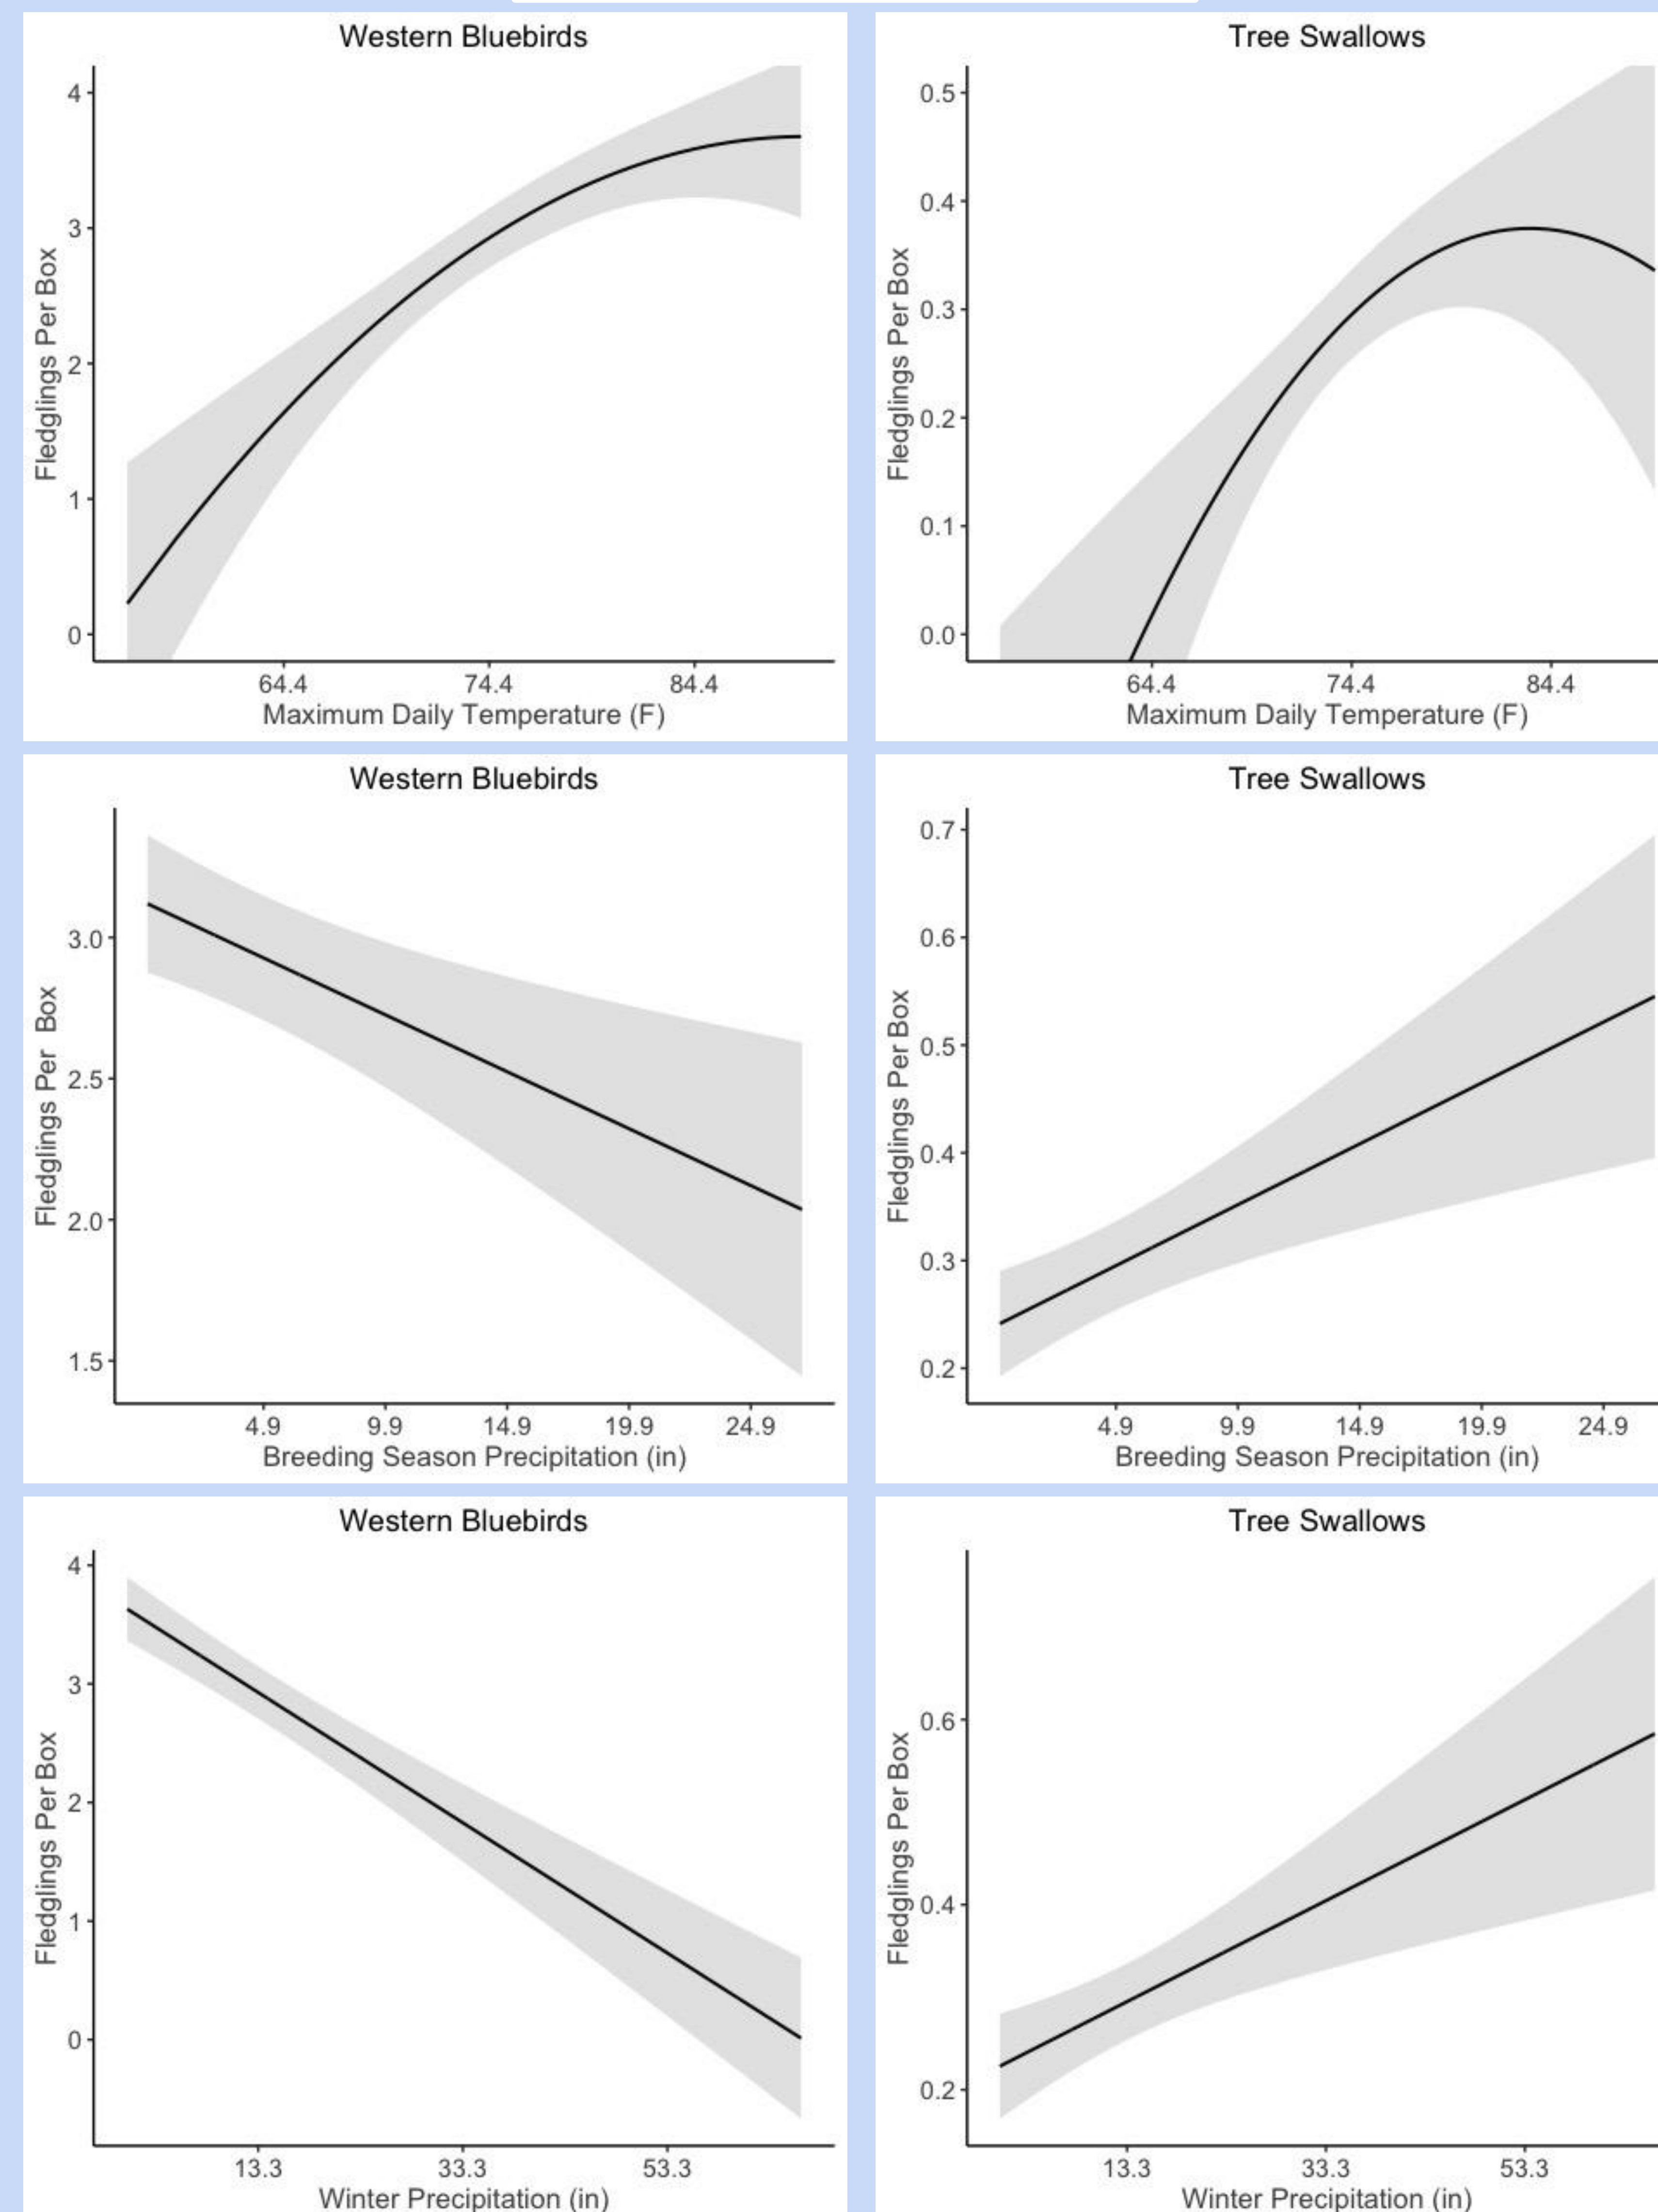 Western Bluebirds
4
3
2
1
0
Fledglings Per Box
64.4 74.4 84.4
Maximum Daily Temperature (F)
Tree Swallows
0.5
0.4
0.3
0.2
0.1
0.0
Fledglings Per Box
64.4 74.4 84.4
Maximum Daily Temperature (F)
Western Bluebirds
3.0
2.5
2.0
1.5
Fledglings Per Box
4.9 9.9 14.9 19.9 24.9
Breeding Season Precipitation (in)
Tree Swallows
0.7
0.6
0.5
0.4
0.3
0.2
Fledglings Per Box
4.9 9.9 14.9 19.9 24.9
Breeding Season Precipitation (in)
Western Bluebirds
4
3
2
1
0
Fledglings Per Box
13.3 33.3 53.3
Winter Precipitation (in)
Tree Swallows
0.6
0.4
0.2
Fledglings Per Box
13.3 33.3 53.3
Winter Precipitation (in)